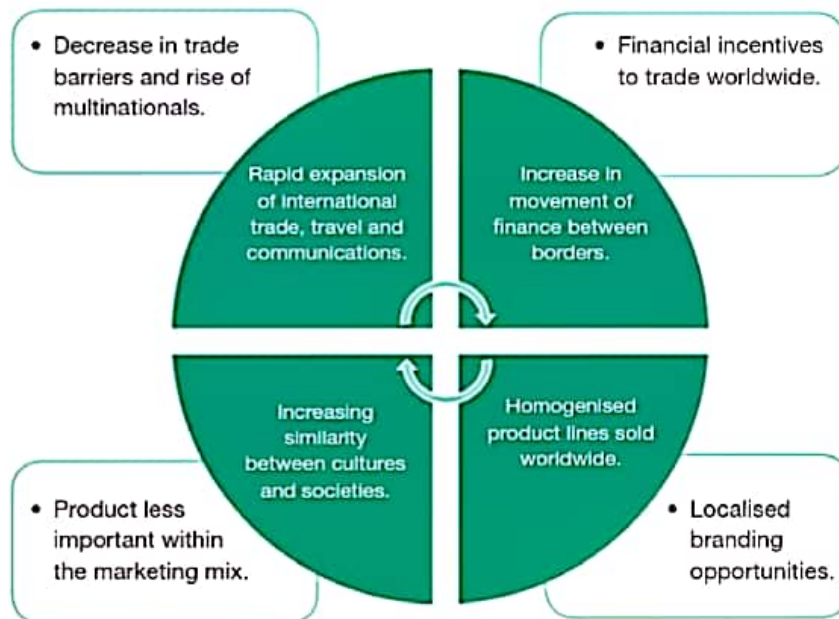 • Decrease in trade
barriers and rise of
multinationals.
• Financial incentives
to trade worldwide.
Rapid expansion
of international
trade, travel and
communications.
Increase in
movement of
finance between
borders.
Increasing
similarity
between cultures
and societies.
Homogenised
product lines sold
worldwide.
• Product less
important within
the marketing mix.
• Localised
branding
opportunities.